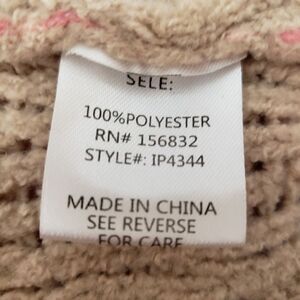 SELE:
100%POLYESTER
RN# 156832
STYLE#: IP4344
MADE IN CHINA
SEE REVERSE
FOR CARE